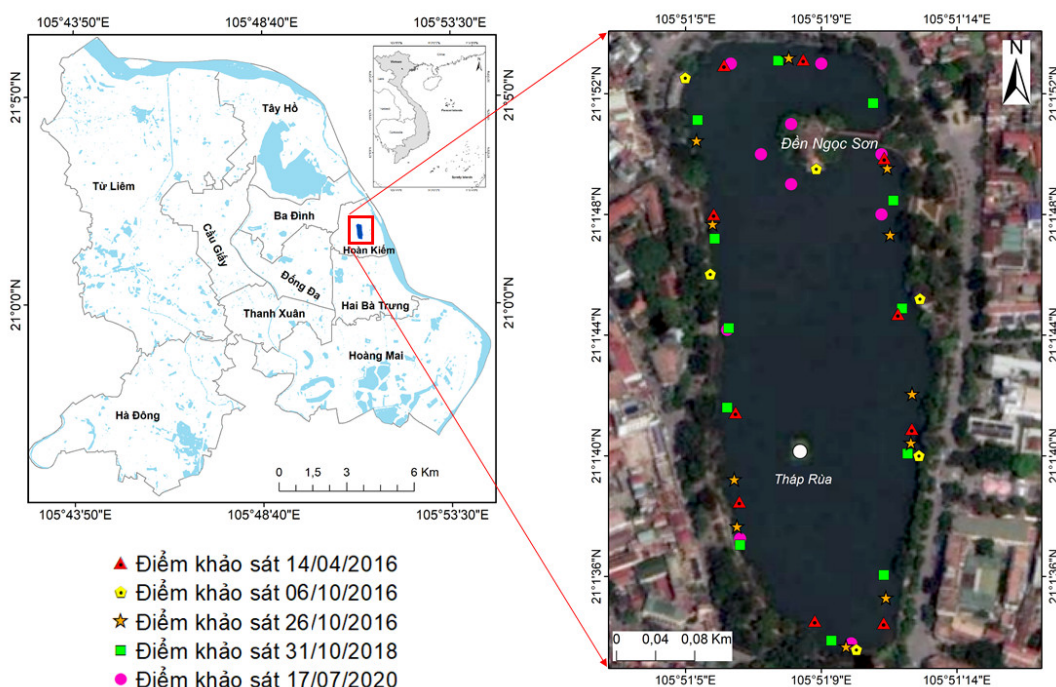 105°43'50"E
105°48'40"E
105°53'30"E
21°5'0"N
21°0'0"N
21°5'0"N
21°0'0"N
Tây Hồ
Từ Liêm
Ba Đình
Cầu Giấy
Hoàn Kiếm
Đống Đa
Hai Bà Trưng
Thanh Xuân
Hoàng Mai
Hà Đông
0 1,5 3 6 Km
105°43'50"E
105°48'40"E
105°53'30"E
Điểm khảo sát 14/04/2016
Điểm khảo sát 06/10/2016
Điểm khảo sát 26/10/2016
Điểm khảo sát 31/10/2018
Điểm khảo sát 17/07/2020
105°51'5"E
105°51'9"E
105°51'14"E
N
21°1'52"N
21°1'48"N
21°1'44"N
21°1'40"N
21°1'36"N
21°1'52"N
21°1'48"N
21°1'44"N
21°1'40"N
21°1'36"N
Đền Ngọc Sơn
Tháp Rùa
0 0,04 0,08 Km
105°51'5"E
105°51'9"E
105°51'14"E